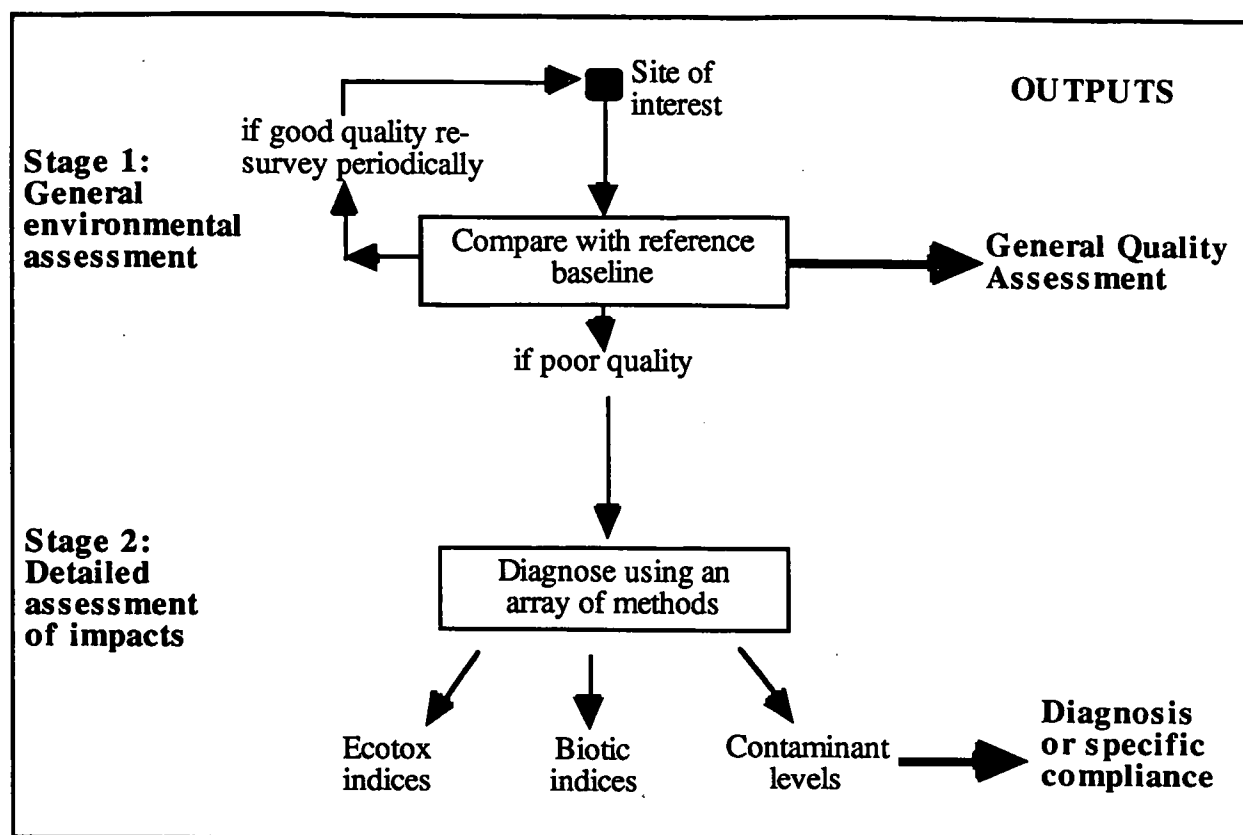 Site of
interest
OUTPUTS
if good quality re-
survey periodically
Stage 1:
General
environmental
assessment
Compare with reference
baseline
General Quality
Assessment
if poor quality
Stage 2:
Detailed
assessment
of impacts
Diagnose using an
array of methods
Ecotox
indices
Biotic
indices
Contaminant
levels
Diagnosis
or specific
compliance